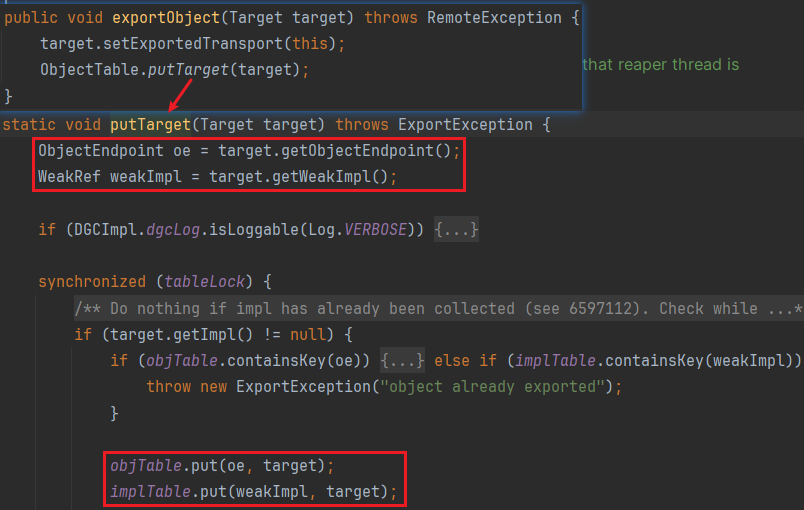 public void exportObject(Target target) throws RemoteException {
target.setExportedTransport(this);
ObjectTable.putTarget(target);
that reaper thread is
}
static void putTarget(Target target) throws ExportException {
ObjectEndpoint oe = target.getObjectEndpoint();
WeakRef weakImpl = target.getWeakImpl();
if (DGCImpl.dgcLog.isLoggable(Log.VERBOSE)) {...}
synchronized (tableLock) {
/** Do nothing if impl has already been collected (see 6597112). Check while ...*
if (target.getImpl() != null) {
if (objTable.containsKey(oe)) {...} else if (implTable.containsKey(weakImpl))
throw new ExportException("object already exported");
}
objTable.put(oe, target);
implTable.put(weakImpl, target);